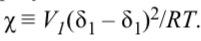 χ ≡ V₁(δ₁ – δ₁)²/RT.